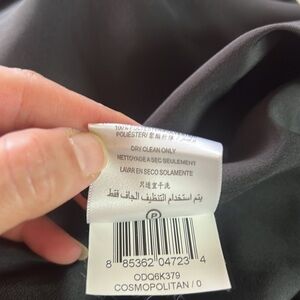 POLIESTER/
DRY CLEAN ONLY
NETTOYAGE A SEC SEULEMENT
LAVAR EN SECO SOLAMENTE
只适宜干洗
يتم استخدام التنظيف الجاف فقط
P
8 85362 04723 4
ODQ6K379
COSMOPOLITAN / 0